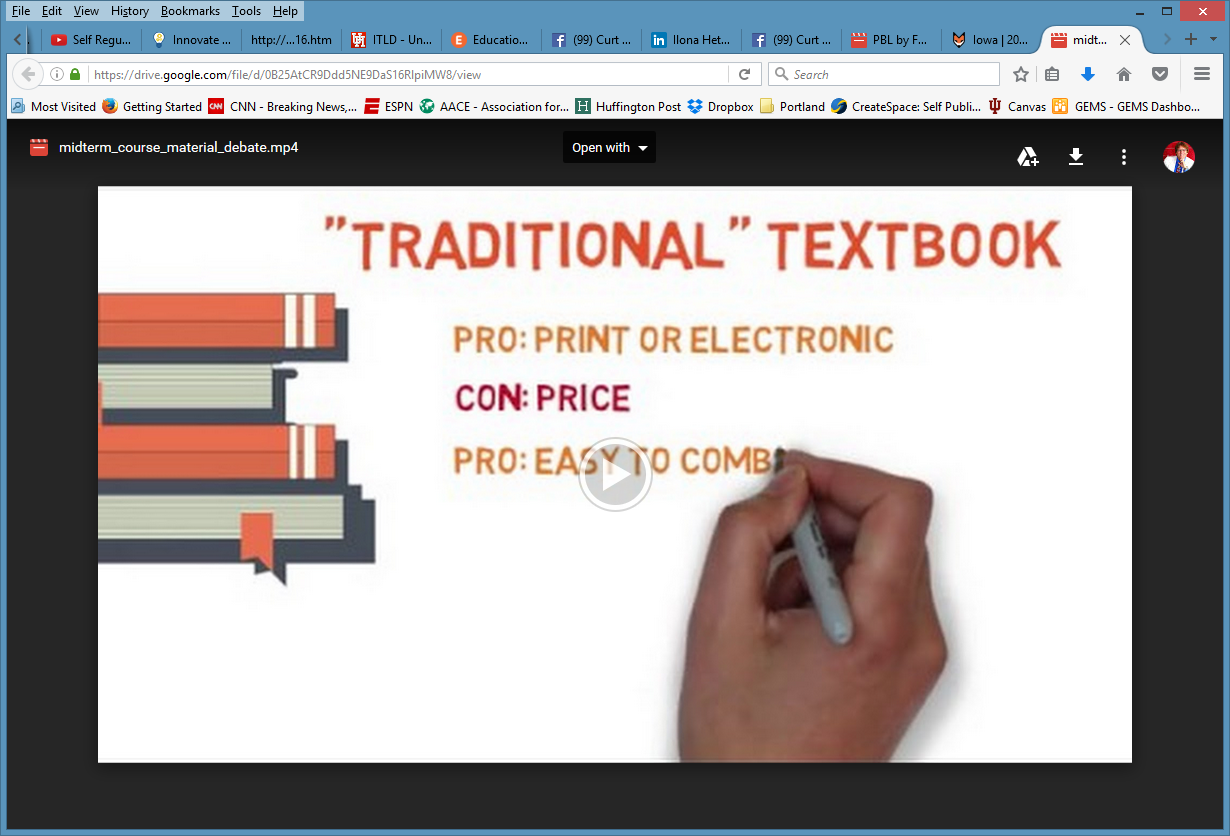 File Edit View History Bookmarks Tools Help
Self Regu... Innovate ... http:/...16.htm ITLD - Un... Educatio... (99) Curt ... Ilona Het... (99) Curt ... PBL by F... Iowa | 20... midt...
https://drive.google.com/file/d/0B25AtCR9Ddd5NE9DaS16RlpiMW8/view Search
Most Visited Getting Started CNN - Breaking News,... ESPN AACE - Association for... Huffington Post Dropbox Portland CreateSpace: Self Publi... Canvas GEMS - GEMS Dashbo...
midterm_course_material_debate.mp4 Open with
"TRADITIONAL" TEXTBOOK
PRO: PRINT OR ELECTRONIC
CON: PRICE
PRO: EASY TO COMB